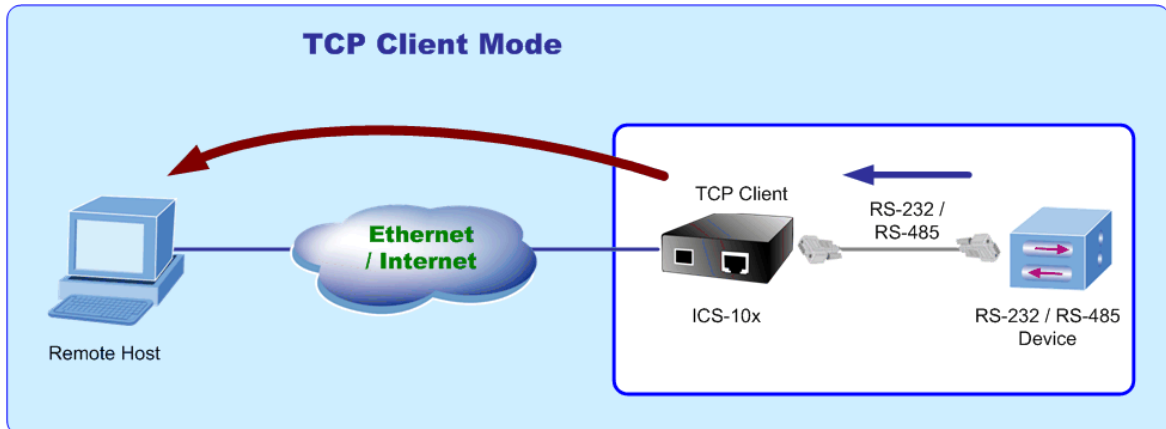 TCP Client Mode
TCP Client
RS-232 /
RS-485
Ethernet
/ Internet
ICS-10x
RS-232 / RS-485
Device
Remote Host